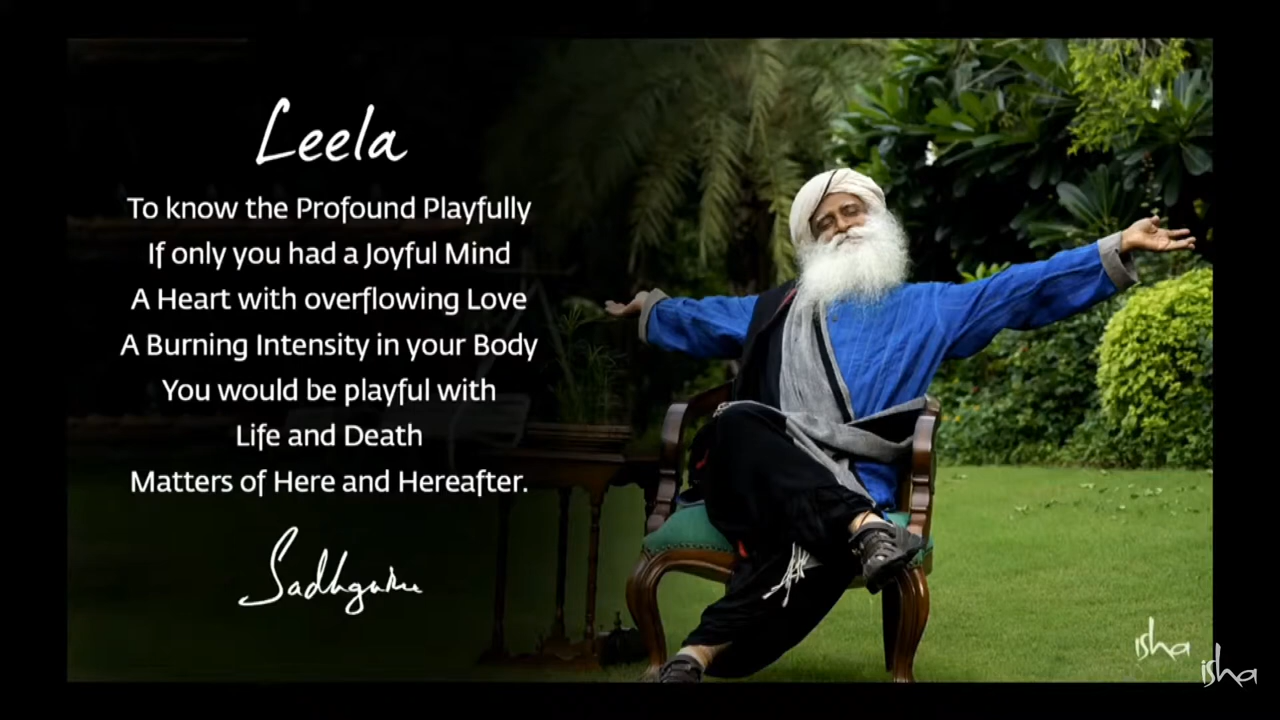 Leela
To know the Profound Playfully
If only you had a Joyful Mind
A Heart with overflowing Love
A Burning Intensity in your Body
You would be playful with
Life and Death
Matters of Here and Hereafter.
Sadhguru
isha
isha